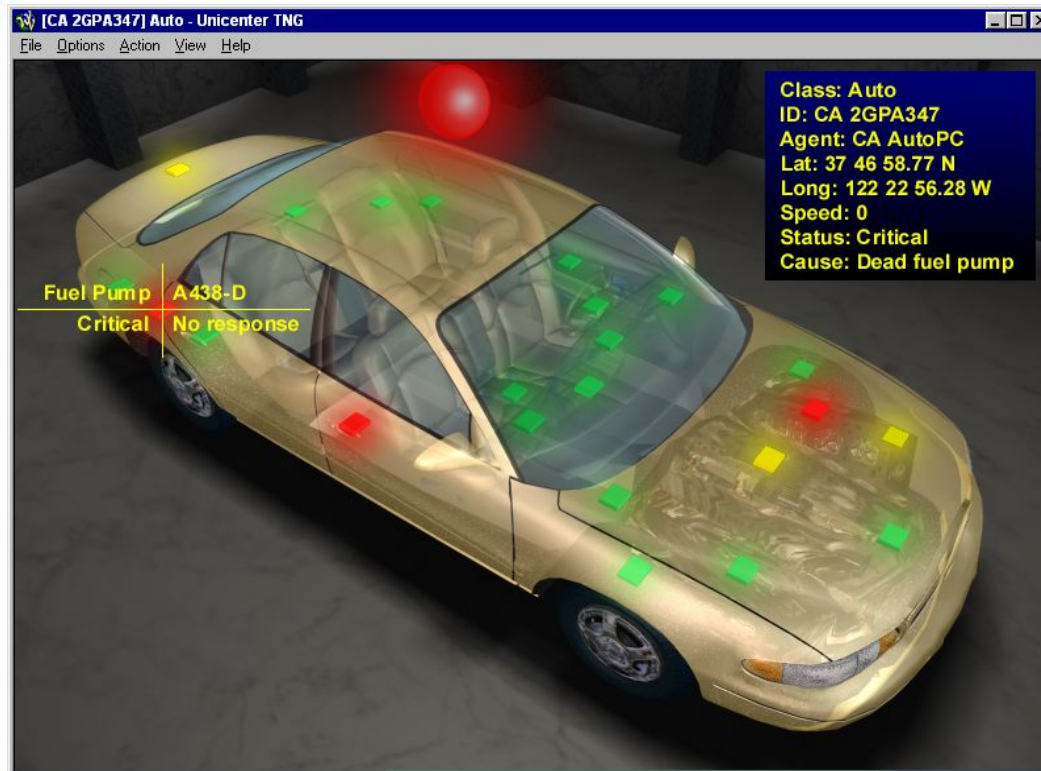 [CA 2GPA347] Auto - Unicenter TNG
File Options Action View Help
Class: Auto
ID: CA 2GPA347
Agent: CA AutoPC
Lat: 37 46 58.77 N
Long: 122 22 56.28 W
Speed: 0
Status: Critical
Cause: Dead fuel pump
Fuel Pump A438-D
Critical No response